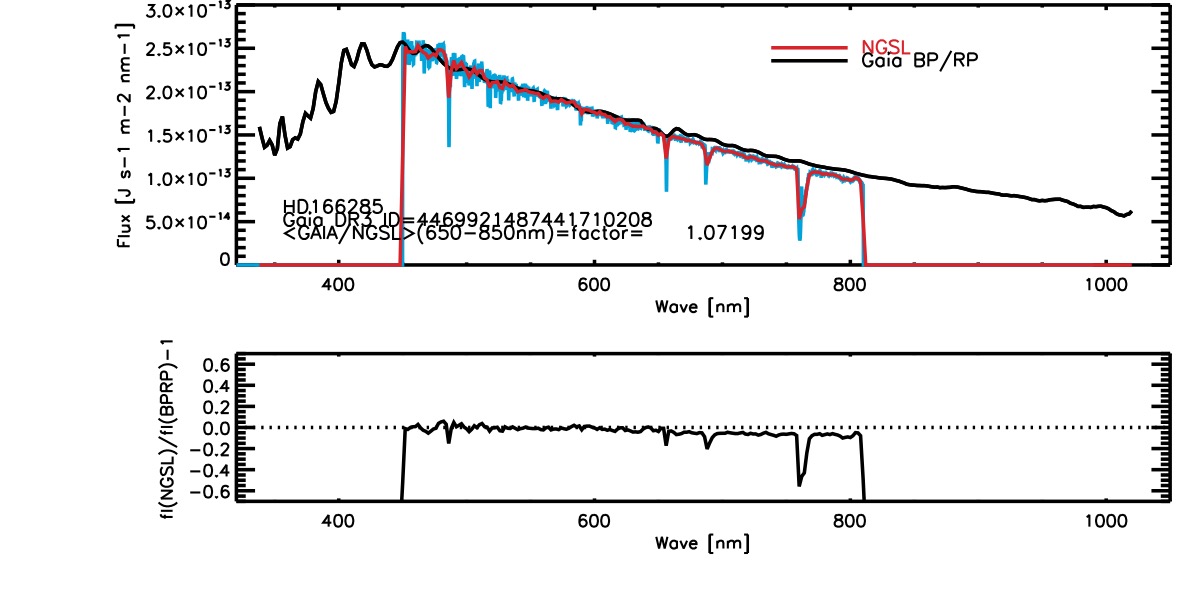 3.0×10−13
2.5×10−13
2.0×10−13
1.5×10−13
1.0×10−13
5.0×10−14
0
Flux [J s−1 m−2 nm−1]
NGSL
Gaia BP/RP
HD166285
Gaia DR3 ID=4469921487441710208
<GAIA/NGSL>(650−850nm)=factor= 1.07199
400 600 800 1000
Wave [nm]
0.6
0.4
0.2
0.0
−0.2
−0.4
−0.6
fl(NGSL)/fl(BPRP)−1
400 600 800 1000
Wave [nm]